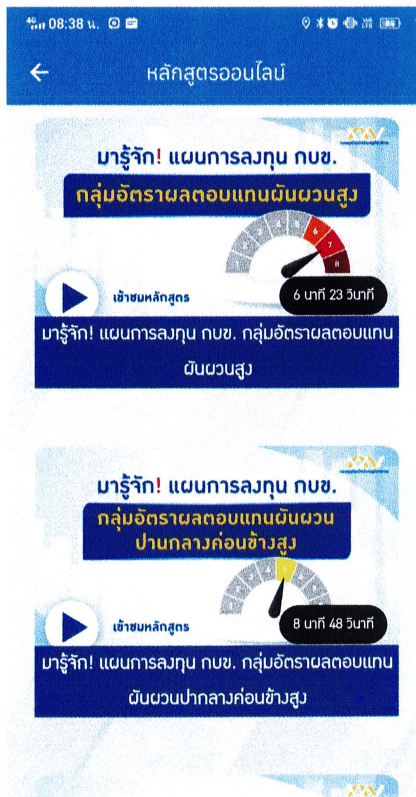 08:38 น.
หลักสูตรออนไลน์
มารู้จัก! แผนการลงทุน กบข.
กลุ่มอัตราผลตอบแทนผันผวนสูง
6
7
8
เข้าชมหลักสูตร
6 นาที 23 วินาที
มารู้จัก! แผนการลงทุน กบข. กลุ่มอัตราผลตอบแทน
ผันผวนสูง
มารู้จัก! แผนการลงทุน กบข.
กลุ่มอัตราผลตอบแทนผันผวน
ปานกลางค่อนข้างสูง
เข้าชมหลักสูตร
8 นาที 48 วินาที
มารู้จัก! แผนการลงทุน กบข. กลุ่มอัตราผลตอบแทน
ผันผวนปากลางค่อนข้างสูง